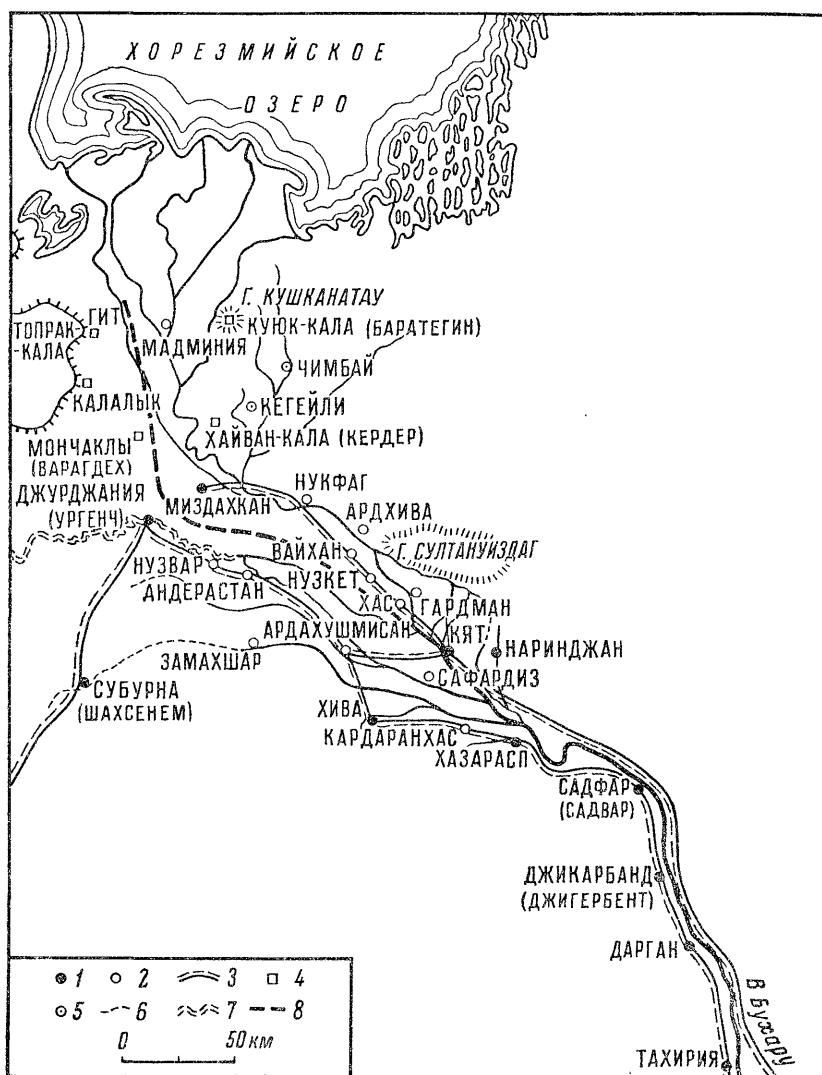 ХОРЕЗМИЙСКОЕ
ОЗЕРО
Г. КУШКАНАТАУ
ГИТ
ТОПРАК-
-КАЛА
КУЮК-КАЛА (БАРАТЕГИН)
МАДМИНИЯ
ЧИМБАЙ
КАЛАЛЫК
КЕГЕЙЛИ
ХАЙВАН-КАЛА (КЕРДЕР)
МОНЧАКЛЫ
(ВАРАГДЕХ)
ДЖУРДЖАНИЯ
(УРГЕНЧ)
МИЗДАХКАН
НУКФАГ
АРДХИВА
Г. СУЛТАНУИЗДАГ
ВАЙХАН
НУЗВАР
НУЗКЕТ
АНДЕРАСТАН
ХАС
ГАРДМАН
АРДАХУШМИСАН
КЯТ
НАРИНДЖАН
ЗАМАХШАР
САФАРДИЗ
СУБУРНА
(ШАХСЕНЕМ)
ХИВА
КАРДАРАНХАС
ХАЗАРАСП
САДФАР
(САДВАР)
ДЖИКАРБАНД
(ДЖИГЕРБЕНТ)
ДАРГАН
В Бухару
ТАХИРИЯ
1 2 3 4
5 6 7 8
0 50 км